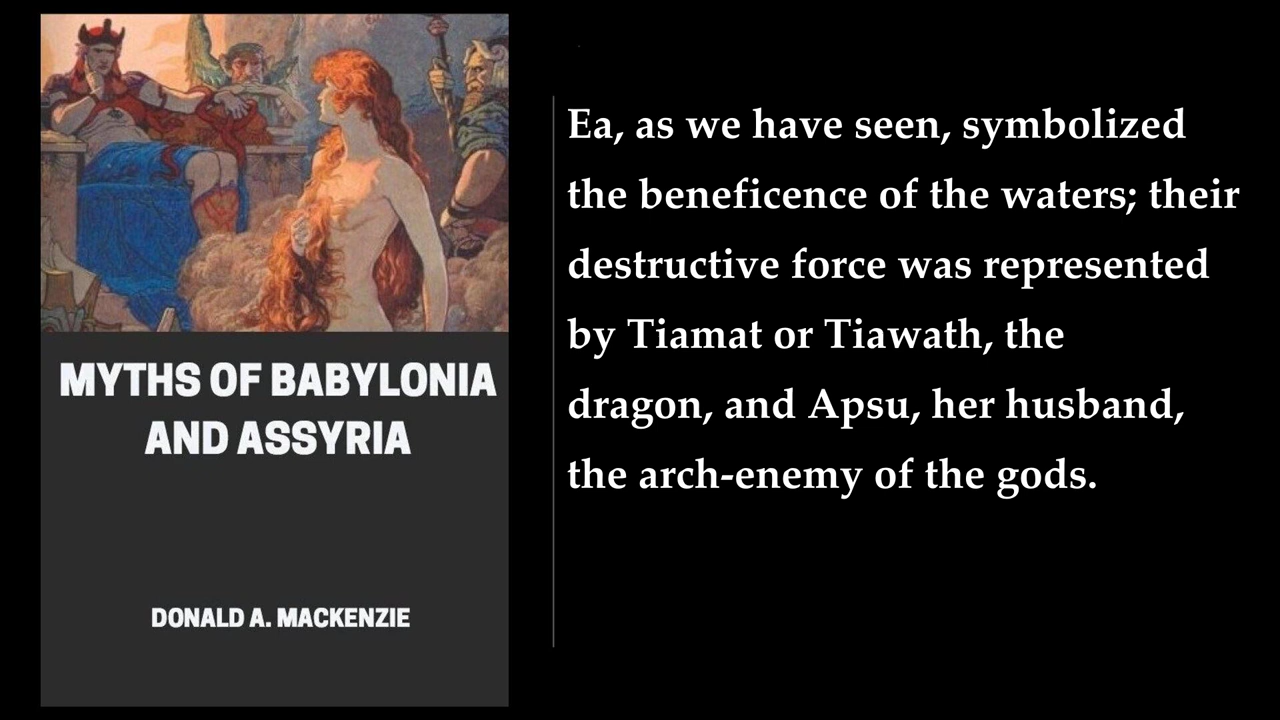 MYTHS OF BABYLONIA
AND ASSYRIA
DONALD A. MACKENZIE
Ea, as we have seen, symbolized
the beneficence of the waters; their
destructive force was represented
by Tiamat or Tiawath, the
dragon, and Apsu, her husband,
the arch-enemy of the gods.